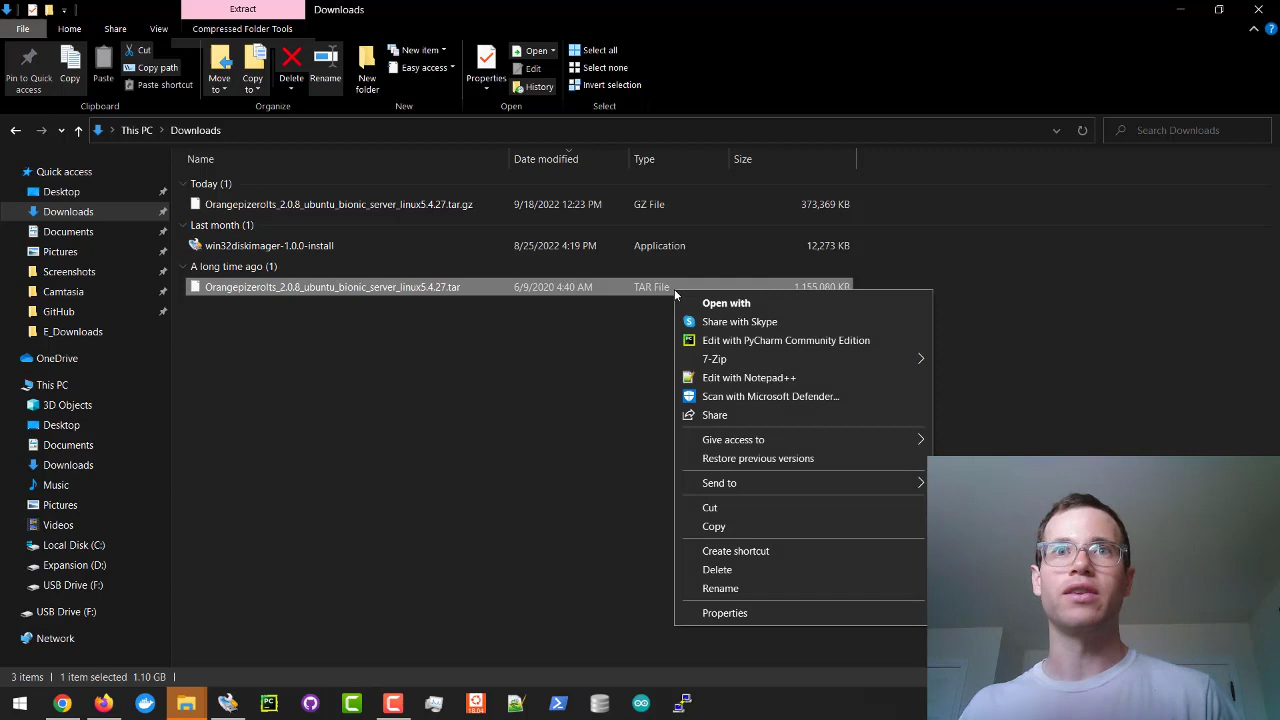 Extract
Downloads
File
Home
Share
View
Compressed Folder Tools
Pin to Quick access
Copy
Paste
Cut
Copy path
Paste shortcut
Clipboard
Move to
Copy to
Delete
Rename
Organize
New folder
New item
Easy access
New
Properties
Open
Edit
History
Open
Select all
Select none
Invert selection
Select
This PC
Downloads
Search Downloads
Name
Date modified
Type
Size
Today (1)
Orangepizerolts_2.0.8_ubuntu_bionic_server_linux5.4.27.tar.gz 9/18/2022 12:23 PM GZ File 373,369 KB
Last month (1)
win32diskimager-1.0.0-install 8/25/2022 4:19 PM Application 12,273 KB
A long time ago (1)
Orangepizerolts_2.0.8_ubuntu_bionic_server_linux5.4.27.tar 6/9/2020 4:40 AM TAR File 1,155,080 KB
Quick access
Desktop
Downloads
Documents
Pictures
Screenshots
Camtasia
GitHub
E_Downloads
OneDrive
This PC
3D Objects
Desktop
Documents
Downloads
Music
Pictures
Videos
Local Disk (C:)
Expansion (D:)
USB Drive (F:)
USB Drive (F:)
Network
Open with
Share with Skype
Edit with PyCharm Community Edition
7-Zip
Edit with Notepad++
Scan with Microsoft Defender...
Share
Give access to
Restore previous versions
Send to
Cut
Copy
Create shortcut
Delete
Rename
Properties
3 items
1 item selected 1.10 GB
PC
18.04